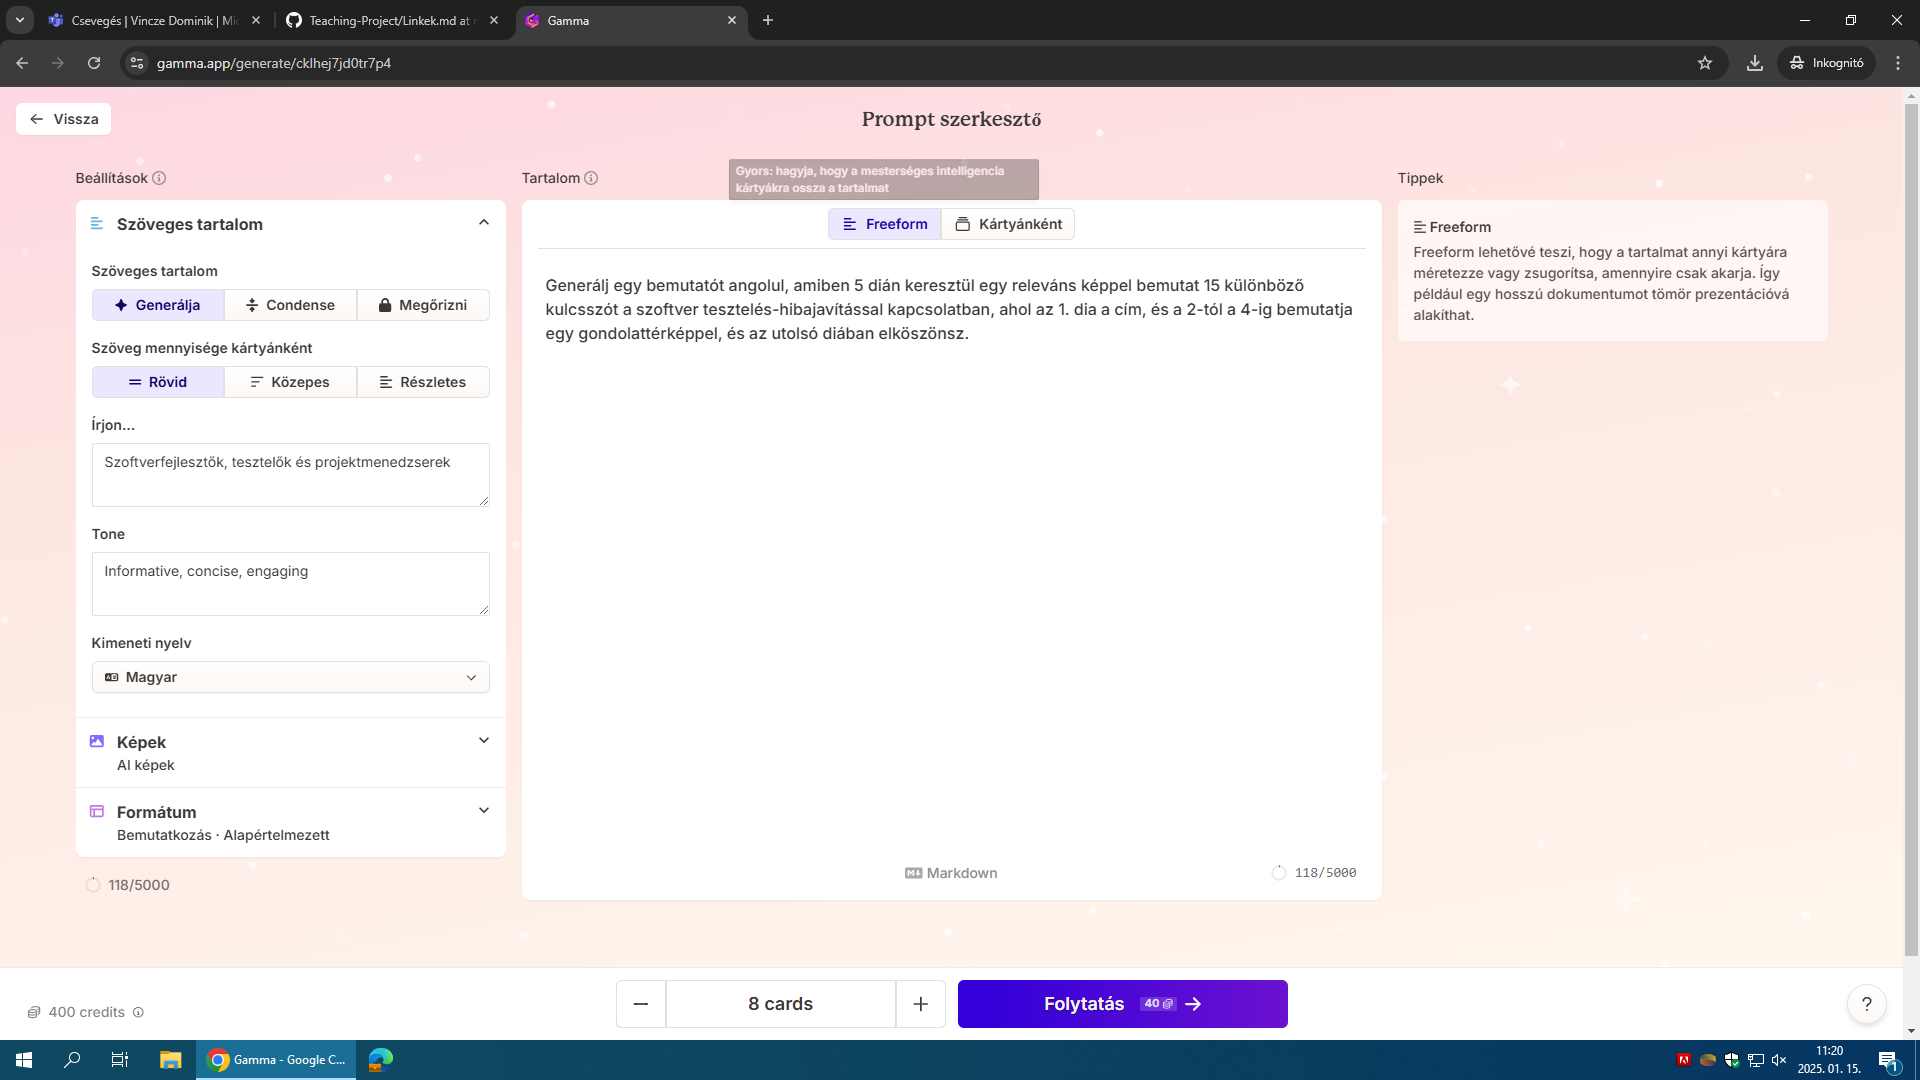 Csevegés | Vincze Dominik | Mi
Teaching-Project/Linkek.md at
Gamma
gamma.app/generate/cklhej7jd0tr7p4
Inkognitó
Vissza
Prompt szerkesztő
Beállítások
Szöveges tartalom
Szöveges tartalom
Generálja
Condense
Megőrizni
Szöveg mennyisége kártyánként
Rövid
Közepes
Részletes
Írjon...
Szoftverfejlesztők, tesztelők és projektmenedzserek
Tone
Informative, concise, engaging
Kimeneti nyelv
Magyar
Képek
AI képek
Formátum
Bemutatkozás · Alapértelmezett
118/5000
Tartalom
Gyors: hagyja, hogy a mesterséges intelligencia
kártyákra ossza a tartalmat
Freeform
Kártyánként
Generálj egy bemutatót angolul, amiben 5 dián keresztül egy releváns képpel bemutat 15 különböző
kulcsszót a szoftver tesztelés-hibajavítással kapcsolatban, ahol az 1. dia a cím, és a 2-tól a 4-ig bemutatja
egy gondolattérképpel, és az utolsó diában elköszönsz.
Markdown
118/5000
Tippek
Freeform
Freeform lehetővé teszi, hogy a tartalmat annyi kártyára
méretezze vagy zsugorítsa, amennyire csak akarja. Így
például egy hosszú dokumentumot tömör prezentációvá
alakíthat.
400 credits
8 cards
Folytatás 40
?
Gamma - Google C...
11:20
2025. 01. 15.
1